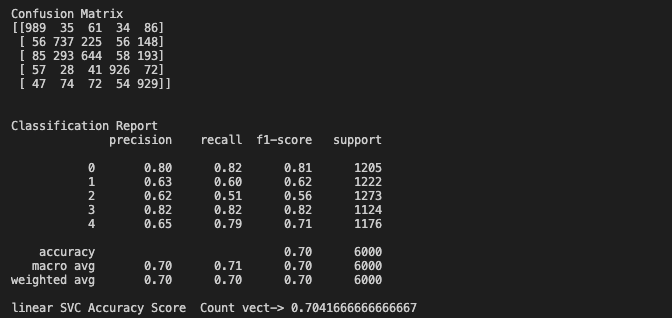 Confusion Matrix
[[989  35  61  34  86]
 [ 56 737 225  56 148]
 [ 85 293 644  58 193]
 [ 57  28  41 926  72]
 [ 47  74  72  54 929]]
Classification Report
              precision    recall  f1-score   support
           0       0.80      0.82      0.81      1205
           1       0.63      0.60      0.62      1222
           2       0.62      0.51      0.56      1273
           3       0.82      0.82      0.82      1124
           4       0.65      0.79      0.71      1176
    accuracy                           0.70      6000
   macro avg       0.70      0.71      0.70      6000
weighted avg       0.70      0.70      0.70      6000
linear SVC Accuracy Score  Count vect-> 0.7041666666666667